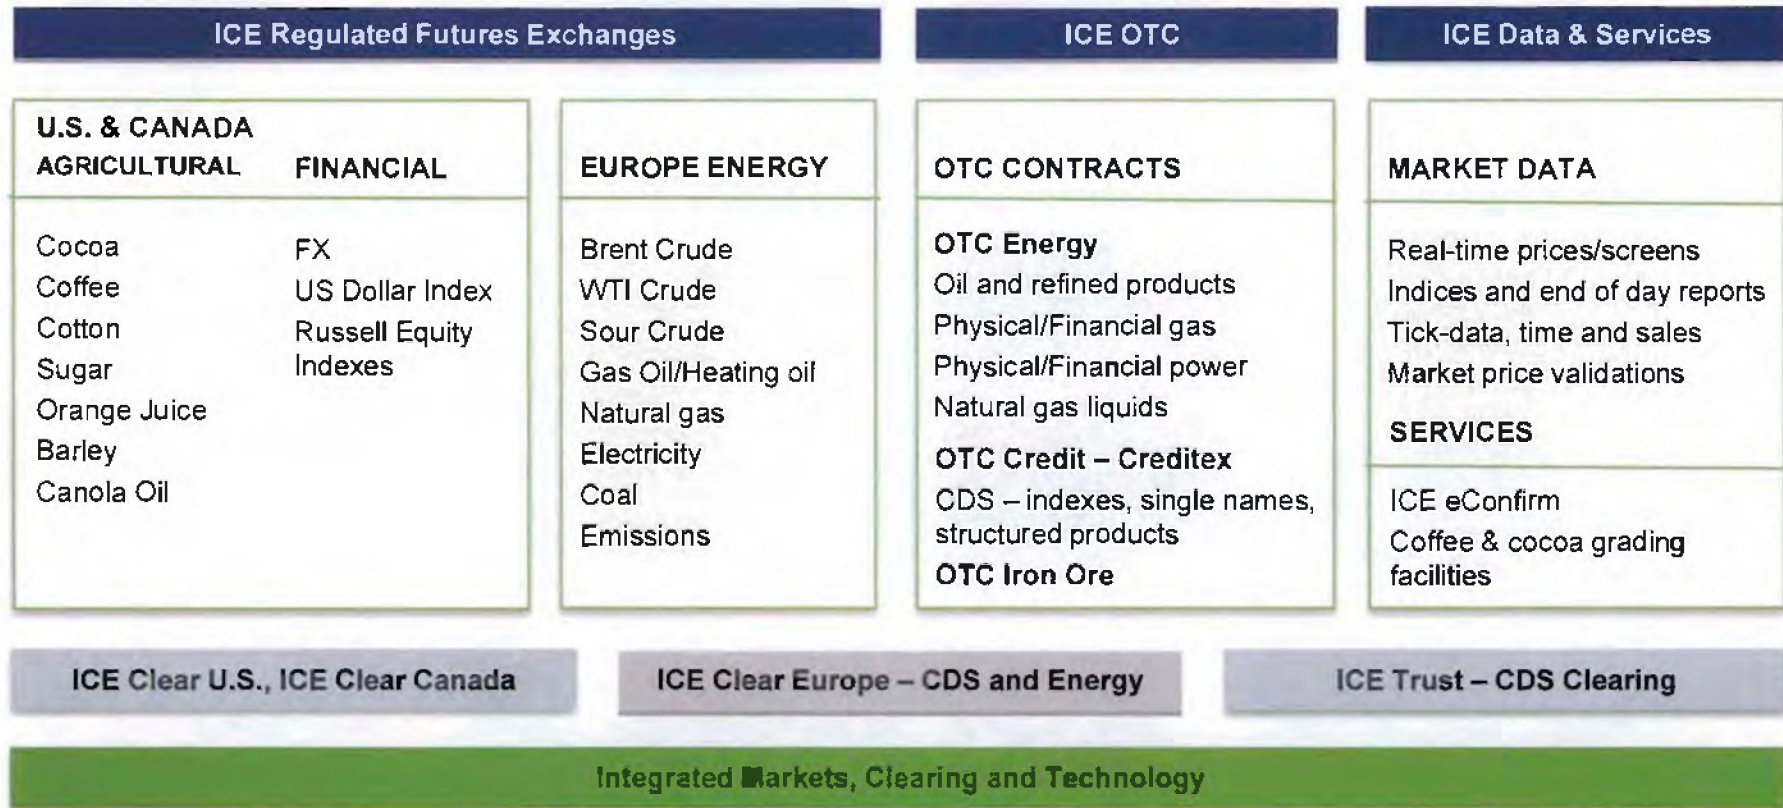 ICE Regulated Futures Exchanges
ICE OTC
ICE Data & Services
U.S. & CANADA
AGRICULTURAL
FINANCIAL
Cocoa
Coffee
Cotton
Sugar
Orange Juice
Barley
Canola Oil
FX
US Dollar Index
Russell Equity
Indexes
EUROPE ENERGY
Brent Crude
WTI Crude
Sour Crude
Gas Oil/Heating oil
Natural gas
Electricity
Coal
Emissions
OTC CONTRACTS
OTC Energy
Oil and refined products
Physical/Financial gas
Physical/Financial power
Natural gas liquids
OTC Credit – Creditex
CDS – indexes, single names,
structured products
OTC Iron Ore
MARKET DATA
Real-time prices/screens
Indices and end of day reports
Tick-data, time and sales
Market price validations
SERVICES
ICE eConfirm
Coffee & cocoa grading
facilities
ICE Clear U.S., ICE Clear Canada
ICE Clear Europe – CDS and Energy
ICE Trust – CDS Clearing
Integrated Markets, Clearing and Technology